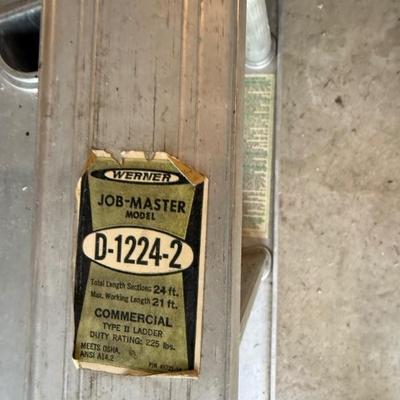 WERNER
JOB-MASTER
MODEL
D-1224-2
Total Length Sections 24 ft.
Max. Working Length 21 ft.
COMMERCIAL
TYPE II LADDER
DUTY RATING: 225 lbs.
MEETS OSHA,
ANSI A14.2
P/N